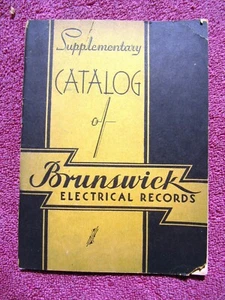 Supplementary
CATALOG
of
Brunswick
ELECTRICAL RECORDS